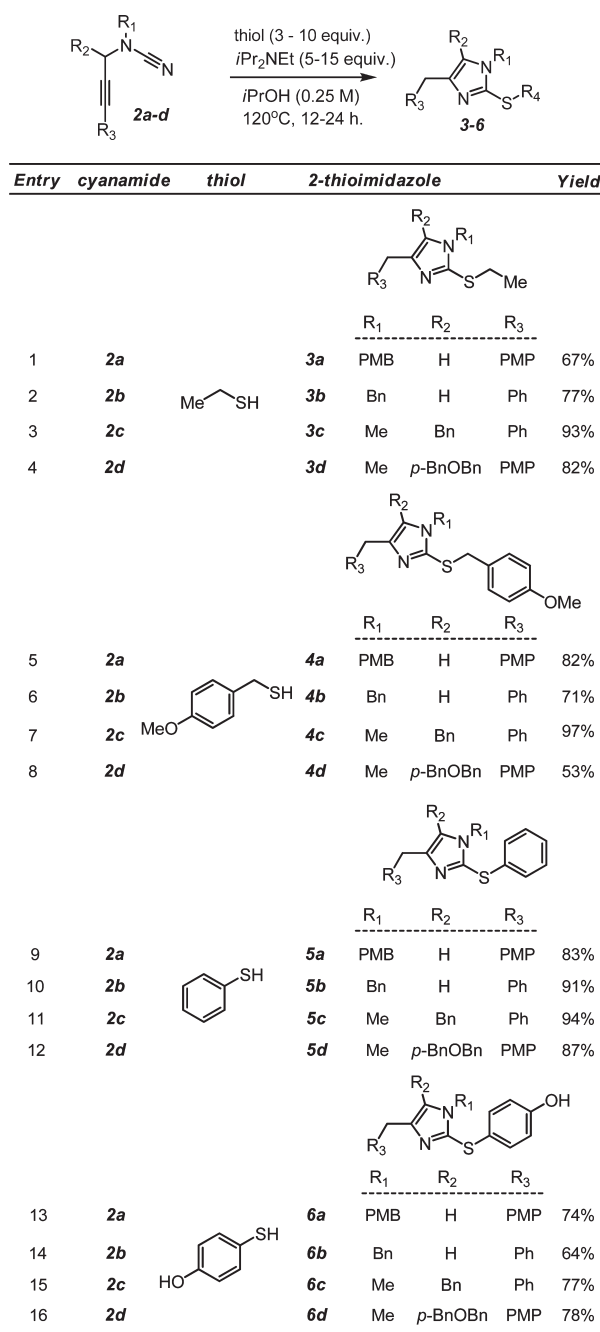 R1
R2
N
N
R3
2a-d
thiol (3 - 10 equiv.)
iPr2NEt (5-15 equiv.)
iPrOH (0.25 M)
120°C, 12-24 h.
R2
N
R1
N
S
R4
R3
3-6
Entry cyanamide thiol 2-thioimidazole Yield
R2
N
R1
R3
N
S
Me
R1 R2 R3
1 2a 3a PMB H PMP 67%
2 2b 3b Bn H Ph 77%
Me SH
3 2c 3c Me Bn Ph 93%
4 2d 3d Me p-BnOBn PMP 82%
R2
N
R1
R3
N
S
OMe
R1 R2 R3
5 2a 4a PMB H PMP 82%
6 2b 4b Bn H Ph 71%
SH
MeO
7 2c 4c Me Bn Ph 97%
8 2d 4d Me p-BnOBn PMP 53%
R2
N
R1
R3
N
S
R1 R2 R3
9 2a 5a PMB H PMP 83%
SH
10 2b 5b Bn H Ph 91%
11 2c 5c Me Bn Ph 94%
12 2d 5d Me p-BnOBn PMP 87%
R2
N
R1
R3
N
S
OH
R1 R2 R3
13 2a 6a PMB H PMP 74%
SH
14 2b 6b Bn H Ph 64%
HO
15 2c 6c Me Bn Ph 77%
16 2d 6d Me p-BnOBn PMP 78%